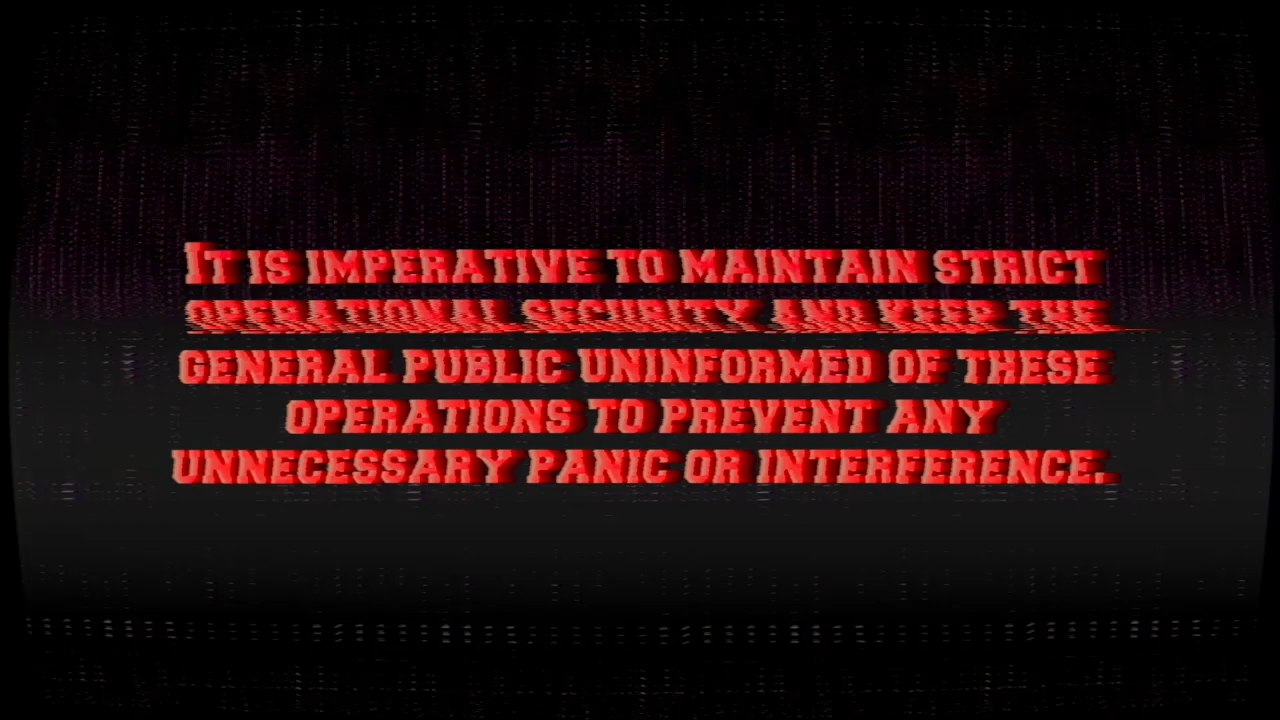 It is imperative to maintain strict
operational security and keep the
general public uninformed of these
operations to prevent any
unnecessary panic or interference.